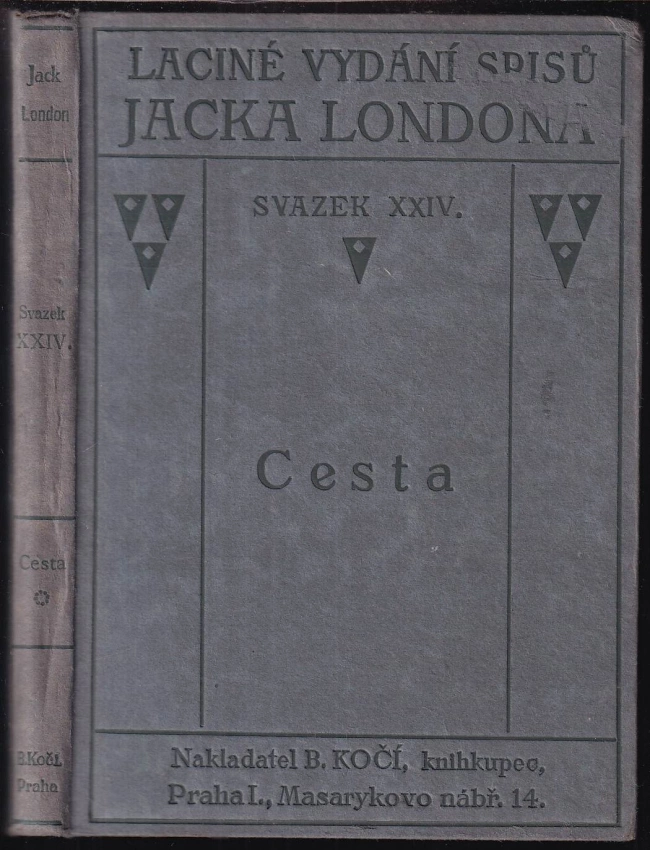 Jack
London
Svazek
XXIV.
Cesta
B.Kočí.
Praha
LACINÉ VYDÁNÍ SPISŮ
JACKA LONDONA
SVAZEK XXIV.
Cesta
Nakladatel B. KOČÍ, knihkupec,
Praha I., Masarykovo nábř. 14.